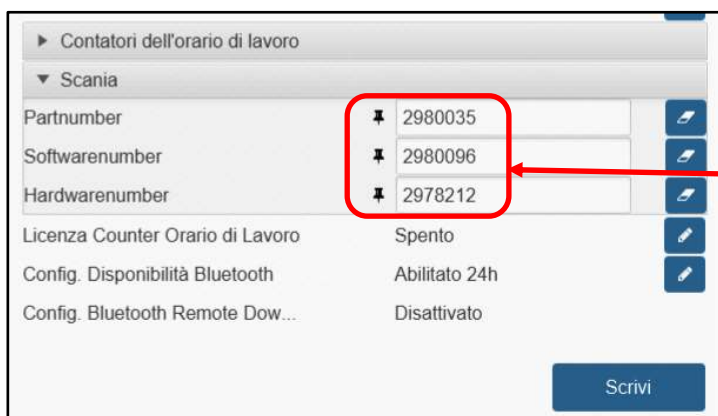 Contatori dell'orario di lavoro
Scania
Partnumber 2980035
Softwarenumber 2980096
Hardwarenumber 2978212
Licenza Counter Orario di Lavoro Spento
Config. Disponibilità Bluetooth Abilitato 24h
Config. Bluetooth Remote Dow... Disattivato
Scrivi